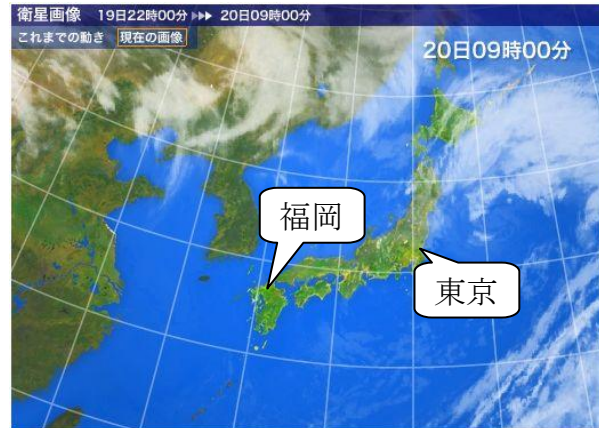 衛星画像 19日22時00分 ▸▸▸ 20日09時00分
これまでの動き 現在の画像
20日09時00分
福岡
東京